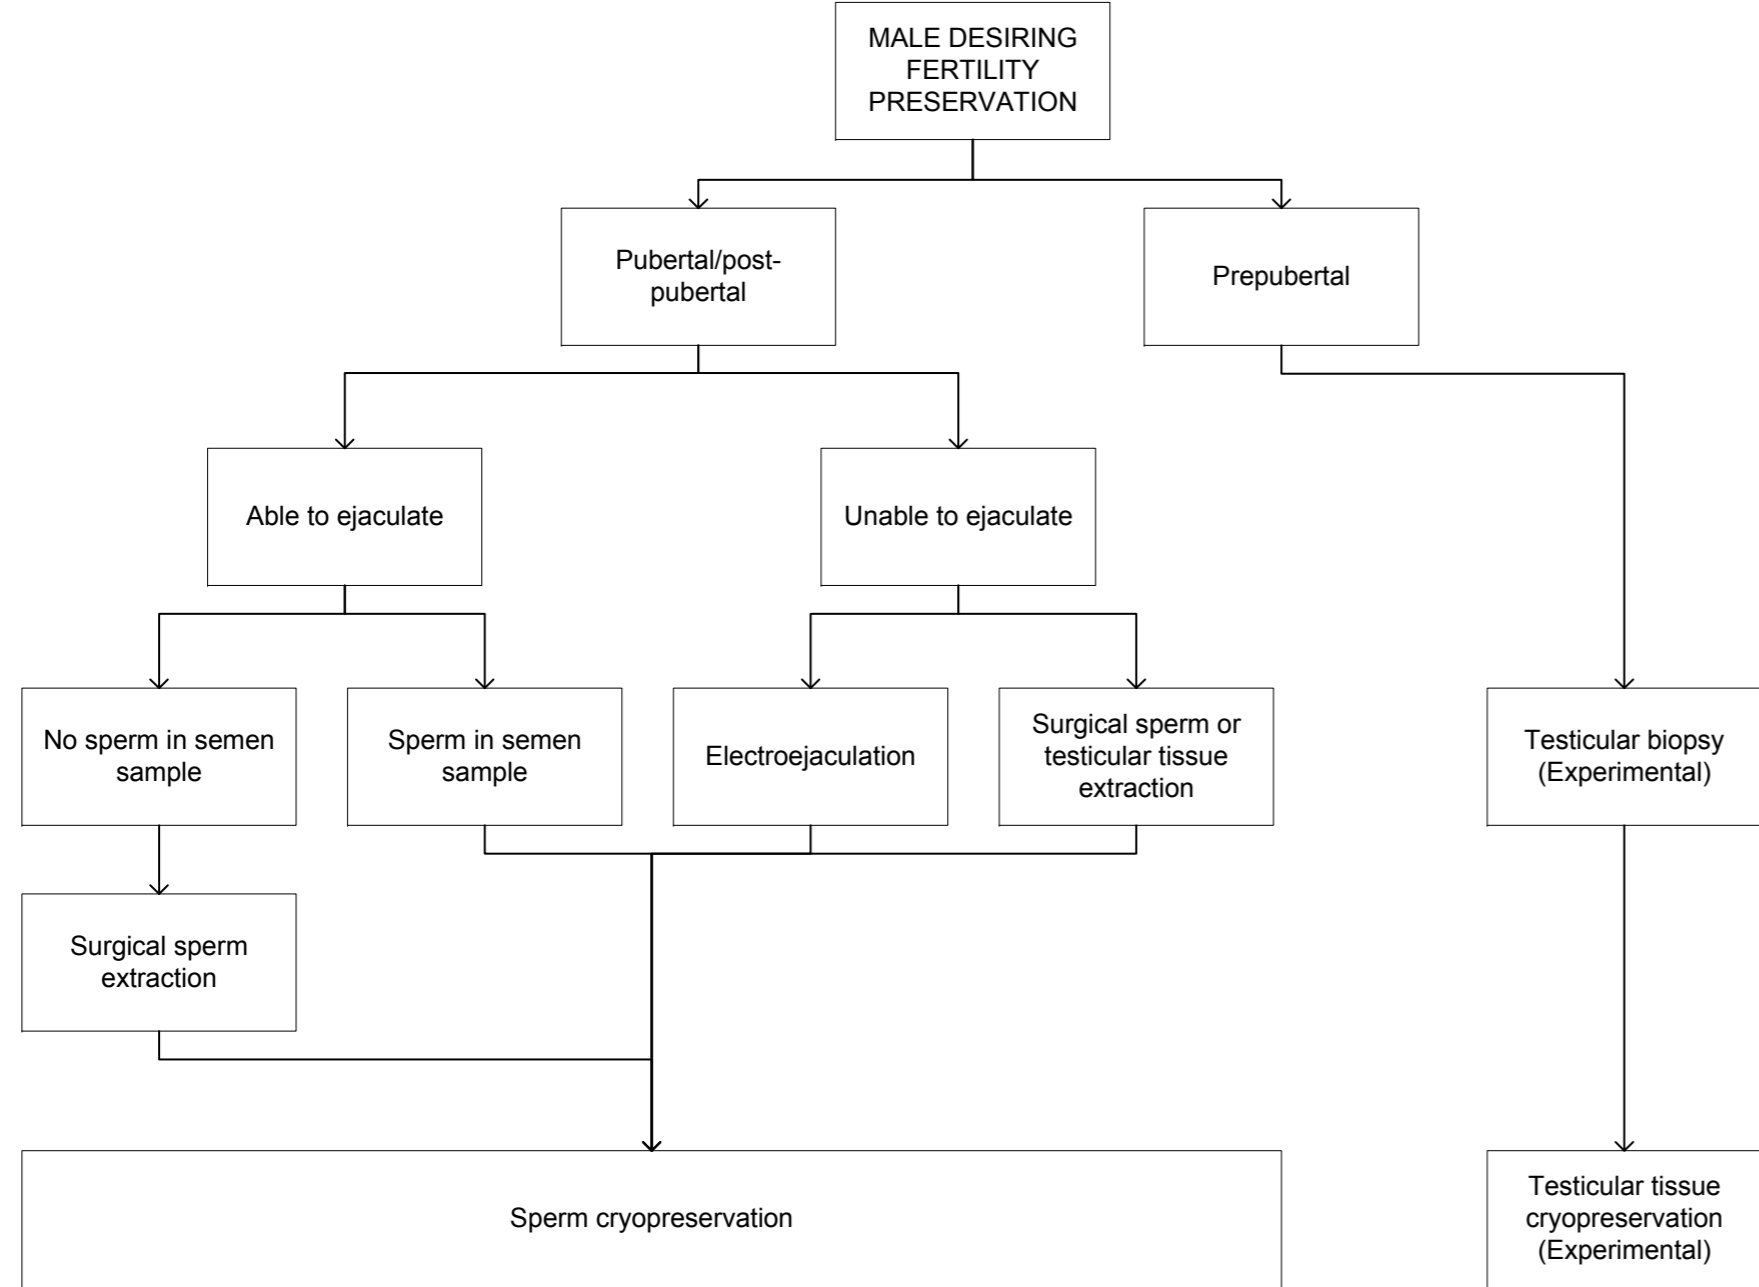 MALE DESIRING
FERTILITY
PRESERVATION
Pubertal/post-
pubertal
Prepubertal
Able to ejaculate
Unable to ejaculate
No sperm in semen
sample
Sperm in semen
sample
Electroejaculation
Surgical sperm or
testicular tissue
extraction
Testicular biopsy
(Experimental)
Surgical sperm
extraction
Sperm cryopreservation
Testicular tissue
cryopreservation
(Experimental)